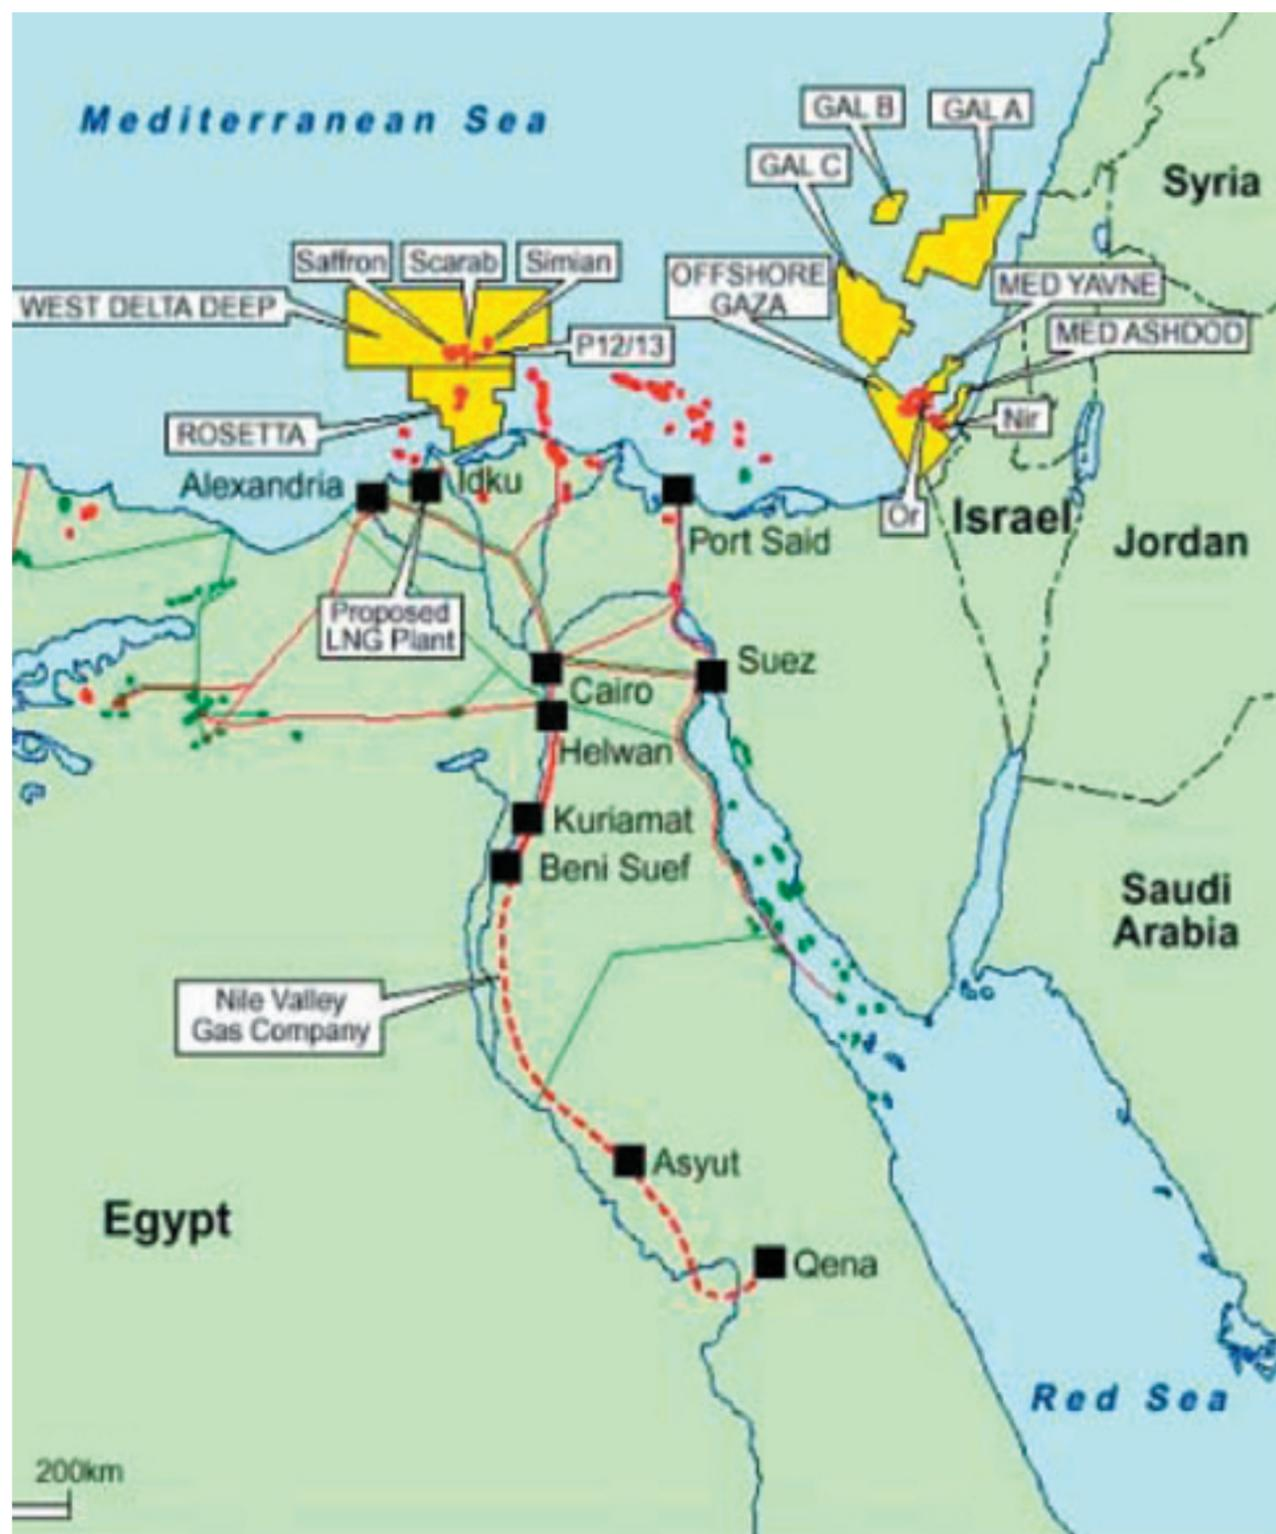 Mediterranean Sea
GAL B
GAL A
GAL C
Syria
Saffron
Scarab
Simian
OFFSHORE
GAZA
MED YAVNE
WEST DELTA DEEP
P12/13
MED ASHDOD
ROSETTA
Nir
Alexandria
Idku
Or
Israel
Port Said
Jordan
Proposed
LNG Plant
Suez
Cairo
Helwan
Kuriamat
Beni Suef
Saudi
Arabia
Nile Valley
Gas Company
Asyut
Egypt
Qena
Red Sea
200km